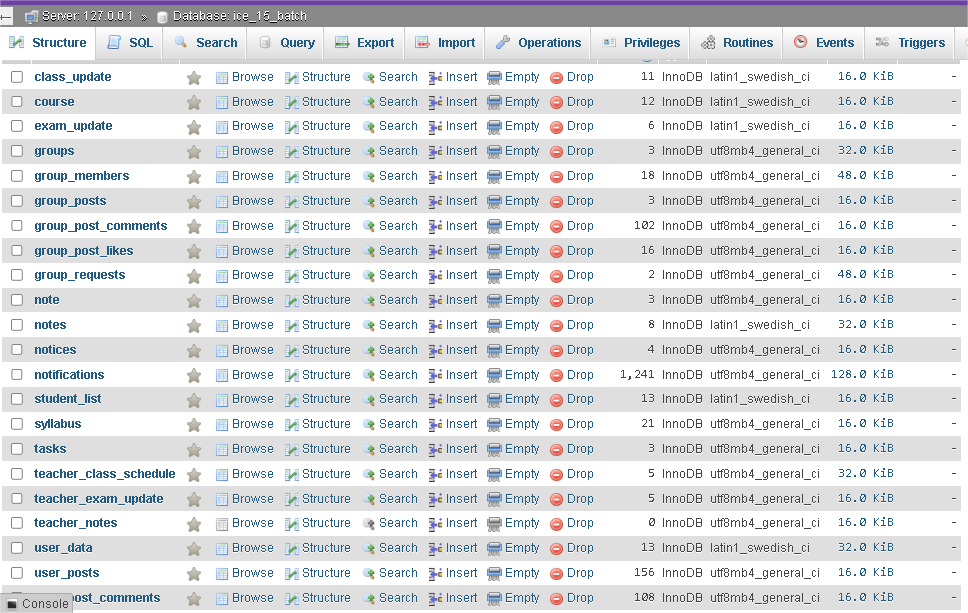 Server: 127.0.0.1 » Database: ice_15_batch
Structure SQL Search Query Export Import Operations Privileges Routines Events Triggers
class_update Browse Structure Search Insert Empty Drop 11 InnoDB latin1_swedish_ci 16.0 KiB -
course Browse Structure Search Insert Empty Drop 12 InnoDB latin1_swedish_ci 16.0 KiB -
exam_update Browse Structure Search Insert Empty Drop 6 InnoDB latin1_swedish_ci 16.0 KiB -
groups Browse Structure Search Insert Empty Drop 3 InnoDB utf8mb4_general_ci 32.0 KiB -
group_members Browse Structure Search Insert Empty Drop 18 InnoDB utf8mb4_general_ci 48.0 KiB -
group_posts Browse Structure Search Insert Empty Drop 3 InnoDB utf8mb4_general_ci 16.0 KiB -
group_post_comments Browse Structure Search Insert Empty Drop 102 InnoDB utf8mb4_general_ci 16.0 KiB -
group_post_likes Browse Structure Search Insert Empty Drop 16 InnoDB utf8mb4_general_ci 16.0 KiB -
group_requests Browse Structure Search Insert Empty Drop 2 InnoDB utf8mb4_general_ci 48.0 KiB -
note Browse Structure Search Insert Empty Drop 3 InnoDB utf8mb4_general_ci 16.0 KiB -
notes Browse Structure Search Insert Empty Drop 8 InnoDB latin1_swedish_ci 32.0 KiB -
notices Browse Structure Search Insert Empty Drop 4 InnoDB utf8mb4_general_ci 16.0 KiB -
notifications Browse Structure Search Insert Empty Drop 1,241 InnoDB utf8mb4_general_ci 128.0 KiB -
student_list Browse Structure Search Insert Empty Drop 13 InnoDB latin1_swedish_ci 16.0 KiB -
syllabus Browse Structure Search Insert Empty Drop 21 InnoDB utf8mb4_general_ci 16.0 KiB -
tasks Browse Structure Search Insert Empty Drop 3 InnoDB utf8mb4_general_ci 16.0 KiB -
teacher_class_schedule Browse Structure Search Insert Empty Drop 5 InnoDB utf8mb4_general_ci 32.0 KiB -
teacher_exam_update Browse Structure Search Insert Empty Drop 5 InnoDB utf8mb4_general_ci 16.0 KiB -
teacher_notes Browse Structure Search Insert Empty Drop 0 InnoDB utf8mb4_general_ci 16.0 KiB -
user_data Browse Structure Search Insert Empty Drop 13 InnoDB latin1_swedish_ci 32.0 KiB -
user_posts Browse Structure Search Insert Empty Drop 156 InnoDB utf8mb4_general_ci 16.0 KiB -
post_comments Browse Structure Search Insert Empty Drop 108 InnoDB utf8mb4_general_ci 16.0 KiB -
Console